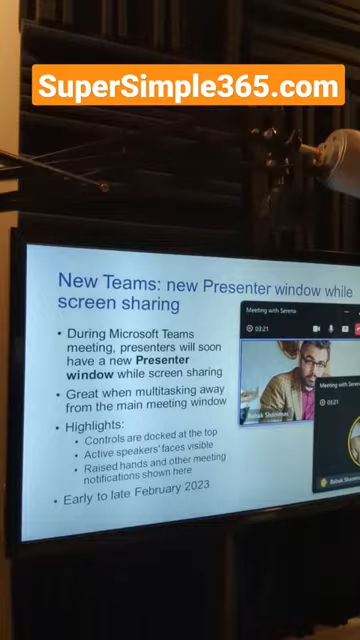 SuperSimple365.com
New Teams: new Presenter window while
screen sharing
• During Microsoft Teams
meeting, presenters will soon
have a new Presenter
window while screen sharing
• Great when multitasking away
from the main meeting window
• Highlights:
• Controls are docked at the top
• Active speakers' faces visible
• Raised hands and other meeting
notifications shown here
• Early to late February 2023
Meeting with Serena
03:21
Babak Shammas
Meeting with Serena
03:21
Babak Shammas